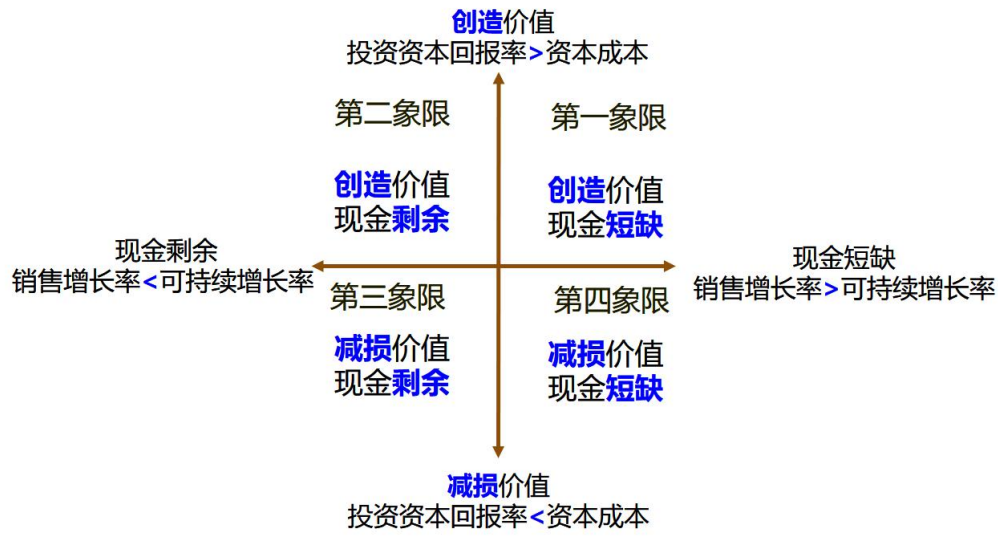 创造价值
投资资本回报率>资本成本
第二象限
第一象限
创造价值
现金剩余
创造价值
现金短缺
现金剩余
销售增长率<可持续增长率
现金短缺
销售增长率>可持续增长率
第三象限
第四象限
减损价值
现金剩余
减损价值
现金短缺
减损价值
投资资本回报率<资本成本